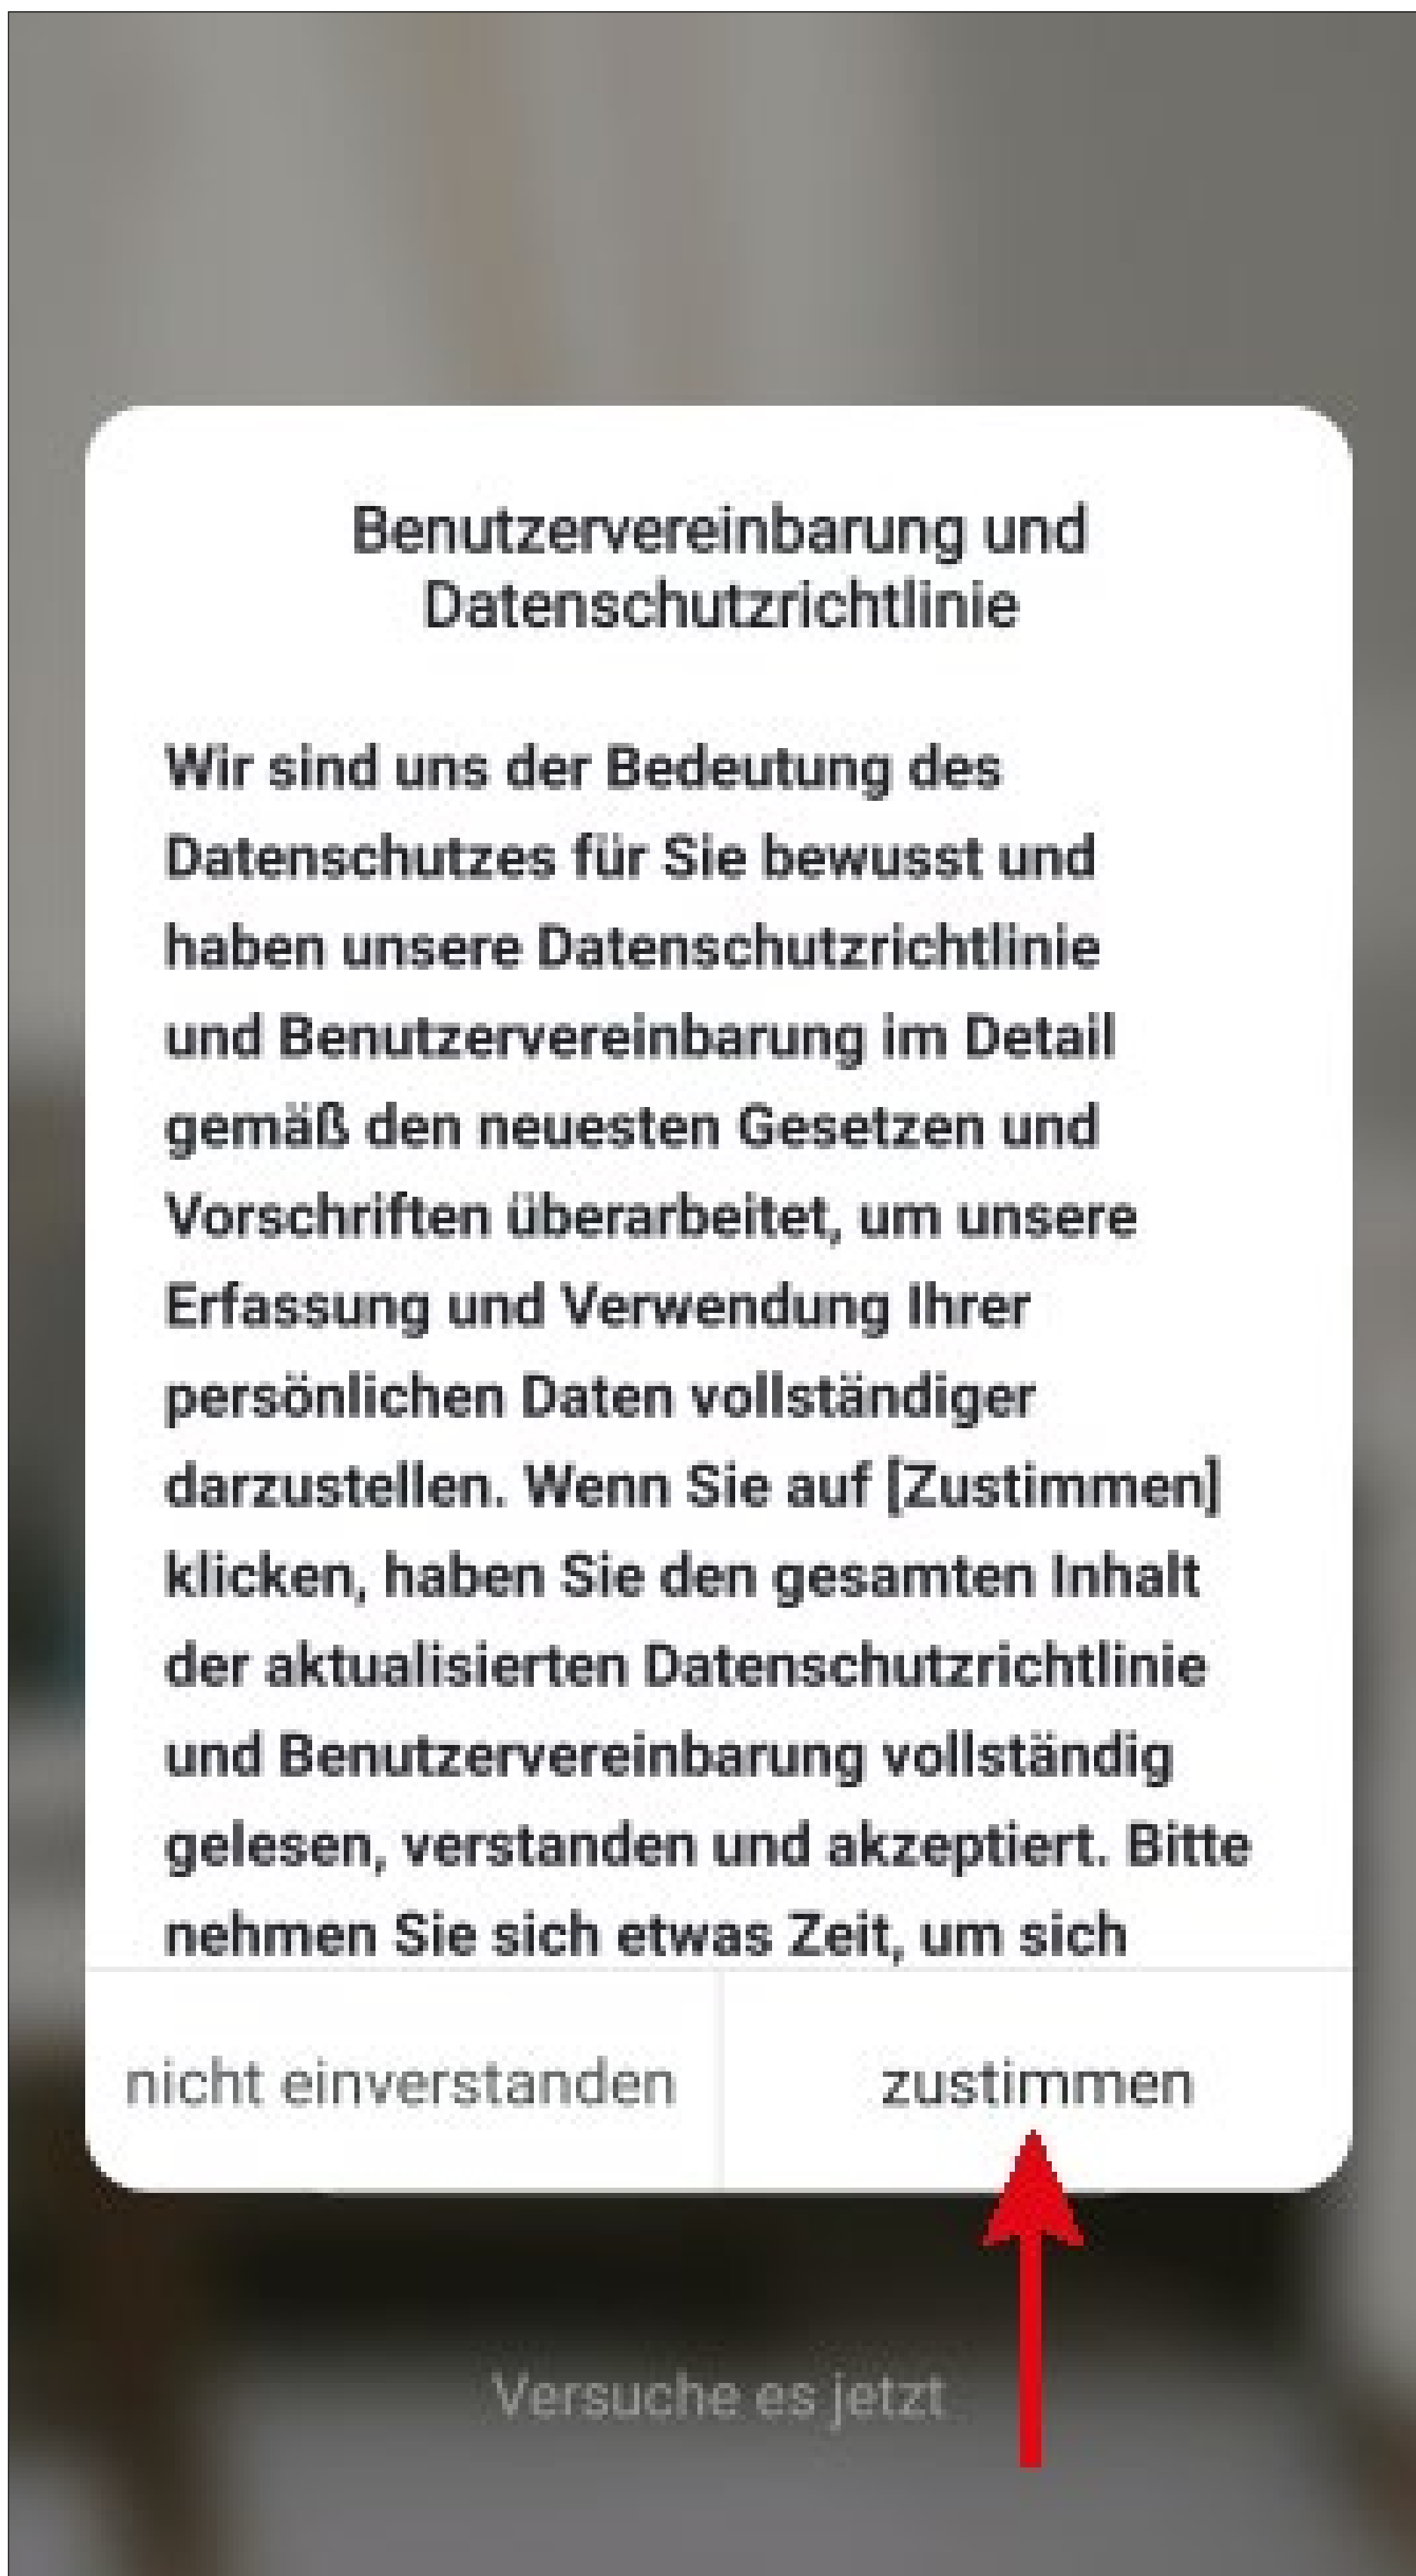 Benutzervereinbarung und
Datenschutzrichtlinie
Wir sind uns der Bedeutung des
Datenschutzes für Sie bewusst und
haben unsere Datenschutzrichtlinie
und Benutzervereinbarung im Detail
gemäß den neuesten Gesetzen und
Vorschriften überarbeitet, um unsere
Erfassung und Verwendung Ihrer
persönlichen Daten vollständiger
darzustellen. Wenn Sie auf [Zustimmen]
klicken, haben Sie den gesamten Inhalt
der aktualisierten Datenschutzrichtlinie
und Benutzervereinbarung vollständig
gelesen, verstanden und akzeptiert. Bitte
nehmen Sie sich etwas Zeit, um sich
nicht einverstanden
zustimmen
Versuche es jetzt